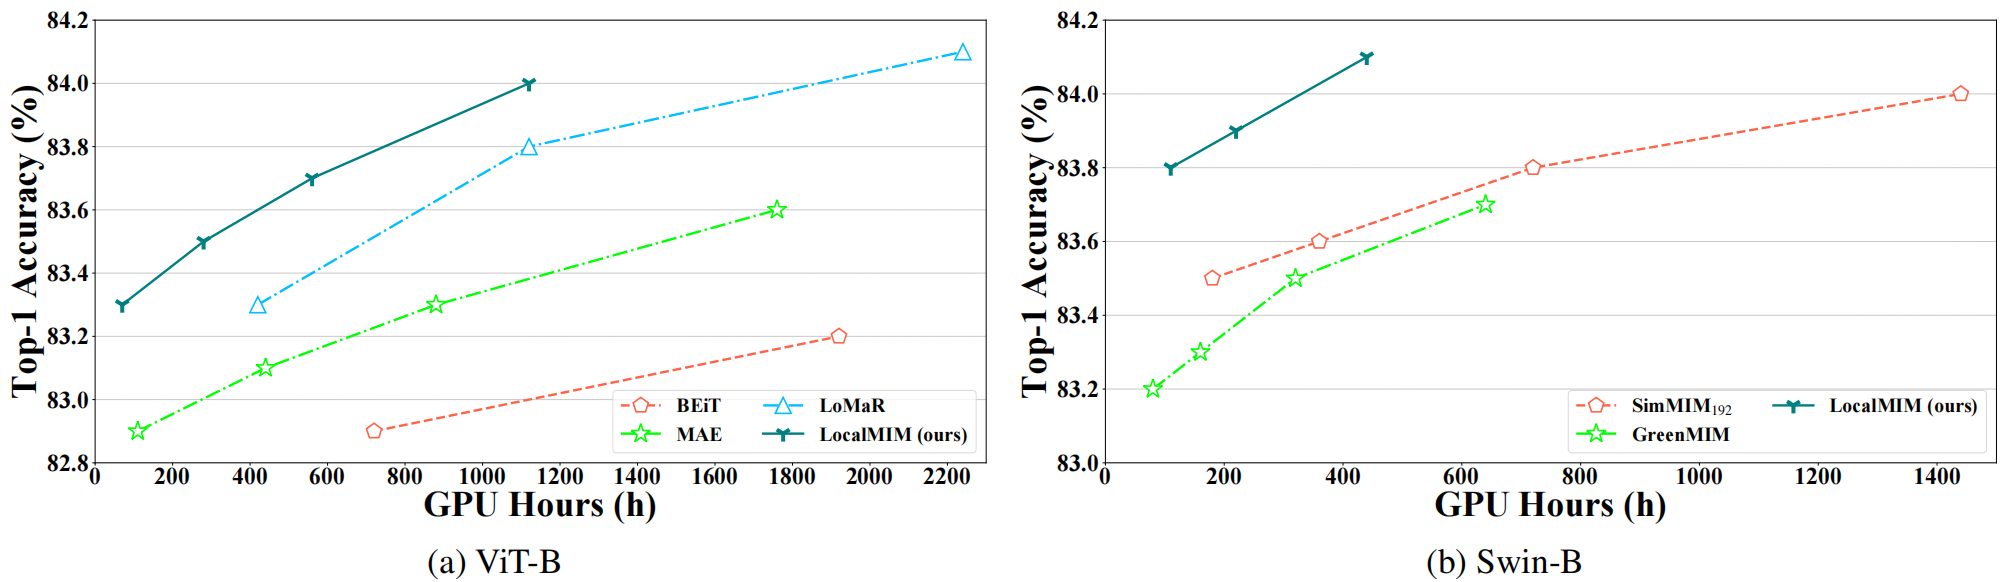 84.2
84.0
83.8
83.6
83.4
83.2
83.0
82.8
Top-1 Accuracy (%)
0 200 400 600 800 1000 1200 1400 1600 1800 2000 2200
GPU Hours (h)
BEiT LoMaR
MAE LocalMIM (ours)
(a) ViT-B
84.2
84.0
83.8
83.6
83.4
83.2
83.0
Top-1 Accuracy (%)
0 200 400 600 800 1000 1200 1400
GPU Hours (h)
SimMIM₁₉₂ LocalMIM (ours)
GreenMIM
(b) Swin-B